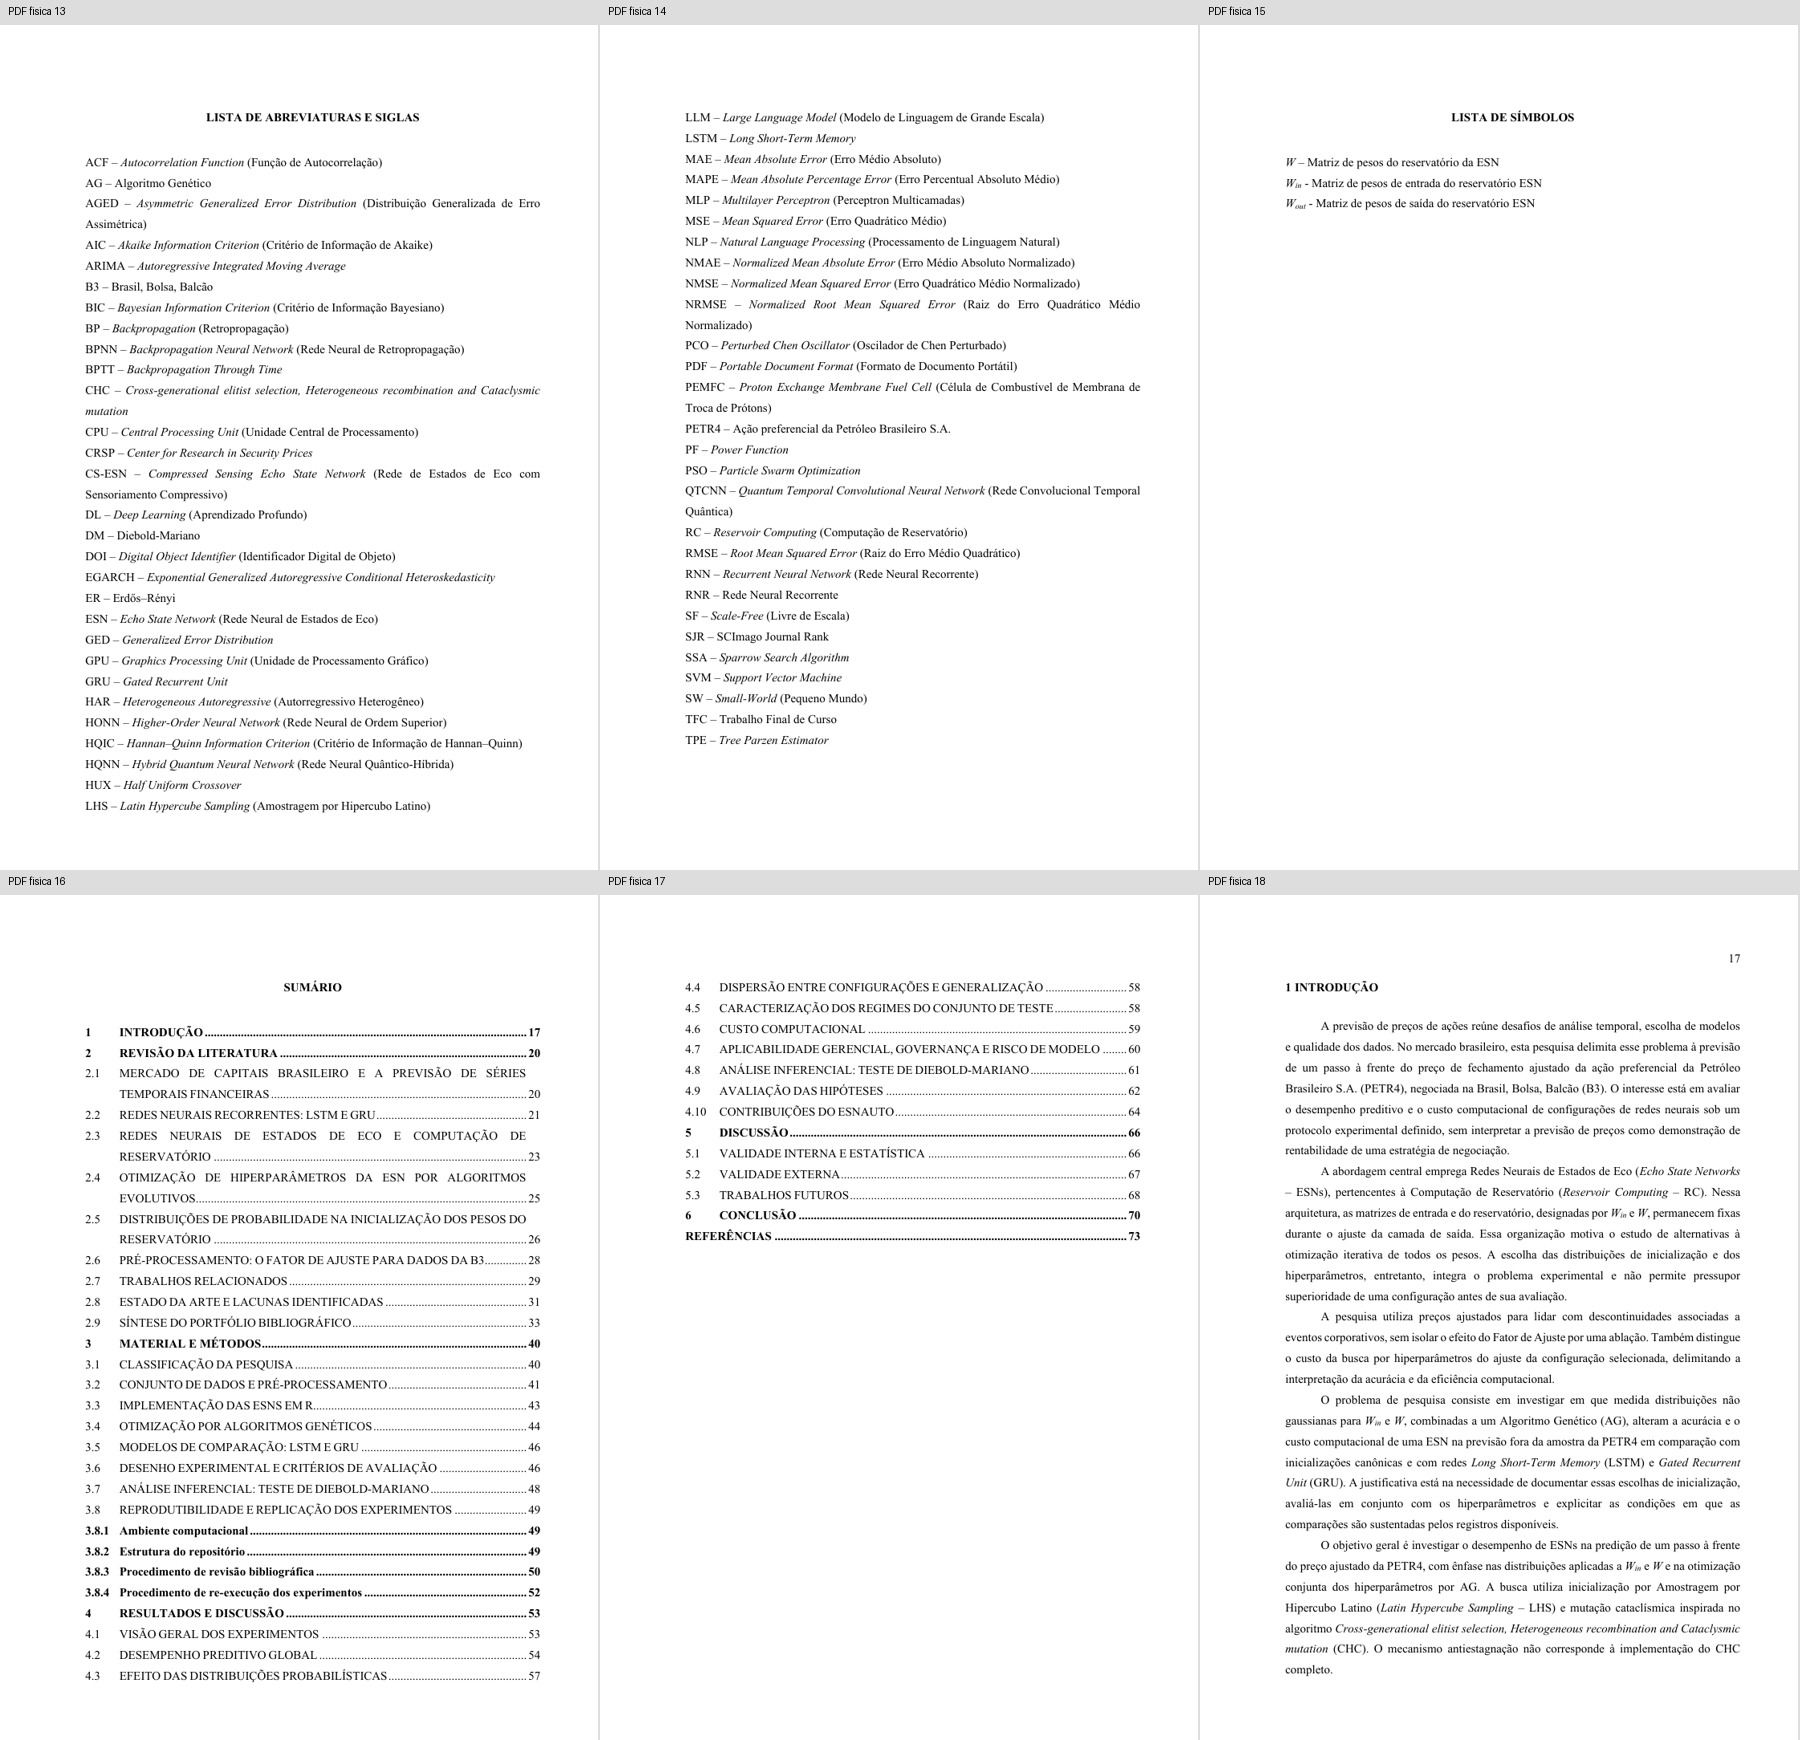 PDF fisica 13
LISTA DE ABREVIATURAS E SIGLAS
ACF – Autocorrelation Function (Função de Autocorrelação)
AG – Algoritmo Genético
AGED – Asymmetric Generalized Error Distribution (Distribuição Generalizada de Erro
Assimétrica)
AIC – Akaike Information Criterion (Critério de Informação de Akaike)
ARIMA – Autoregressive Integrated Moving Average
B3 – Brasil, Bolsa, Balcão
BIC – Bayesian Information Criterion (Critério de Informação Bayesiano)
BP – Backpropagation (Retropropagação)
BPNN – Backpropagation Neural Network (Rede Neural de Retropropagação)
BPTT – Backpropagation Through Time
CHC – Cross-generational elitist selection, Heterogeneous recombination and Cataclysmic
mutation
CPU – Central Processing Unit (Unidade Central de Processamento)
CRSP – Center for Research in Security Prices
CS-ESN – Compressed Sensing Echo State Network (Rede de Estados de Eco com
Sensoriamento Compressivo)
DL – Deep Learning (Aprendizado Profundo)
DM – Diebold-Mariano
DOI – Digital Object Identifier (Identificador Digital de Objeto)
EGARCH – Exponential Generalized Autoregressive Conditional Heteroskedasticity
ER – Erdős–Rényi
ESN – Echo State Network (Rede Neural de Estados de Eco)
GED – Generalized Error Distribution
GPU – Graphics Processing Unit (Unidade de Processamento Gráfico)
GRU – Gated Recurrent Unit
HAR – Heterogeneous Autoregressive (Autorregressivo Heterogêneo)
HONN – Higher-Order Neural Network (Rede Neural de Ordem Superior)
HQIC – Hannan–Quinn Information Criterion (Critério de Informação de Hannan–Quinn)
HQNN – Hybrid Quantum Neural Network (Rede Neural Quântico-Híbrida)
HUX – Half Uniform Crossover
LHS – Latin Hypercube Sampling (Amostragem por Hipercubo Latino)
PDF fisica 14
LLM – Large Language Model (Modelo de Linguagem de Grande Escala)
LSTM – Long Short-Term Memory
MAE – Mean Absolute Error (Erro Médio Absoluto)
MAPE – Mean Absolute Percentage Error (Erro Percentual Absoluto Médio)
MLP – Multilayer Perceptron (Perceptron Multicamadas)
MSE – Mean Squared Error (Erro Quadrático Médio)
NLP – Natural Language Processing (Processamento de Linguagem Natural)
NMAE – Normalized Mean Absolute Error (Erro Médio Absoluto Normalizado)
NMSE – Normalized Mean Squared Error (Erro Quadrático Médio Normalizado)
NRMSE – Normalized Root Mean Squared Error (Raiz do Erro Quadrático Médio
Normalizado)
PCO – Perturbed Chen Oscillator (Oscilador de Chen Perturbado)
PDF – Portable Document Format (Formato de Documento Portátil)
PEMFC – Proton Exchange Membrane Fuel Cell (Célula de Combustível de Membrana de
Troca de Prótons)
PETR4 – Ação preferencial da Petróleo Brasileiro S.A.
PF – Power Function
PSO – Particle Swarm Optimization
QTCNN – Quantum Temporal Convolutional Neural Network (Rede Convolucional Temporal
Quântica)
RC – Reservoir Computing (Computação de Reservatório)
RMSE – Root Mean Squared Error (Raiz do Erro Médio Quadrático)
RNN – Recurrent Neural Network (Rede Neural Recorrente)
RNR – Rede Neural Recorrente
SF – Scale-Free (Livre de Escala)
SJR – SCImago Journal Rank
SSA – Sparrow Search Algorithm
SVM – Support Vector Machine
SW – Small-World (Pequeno Mundo)
TFC – Trabalho Final de Curso
TPE – Tree Parzen Estimator
PDF fisica 15
LISTA DE SÍMBOLOS
W – Matriz de pesos do reservatório da ESN
Win - Matriz de pesos de entrada do reservatório ESN
Wout - Matriz de pesos de saída do reservatório ESN
PDF fisica 16
SUMÁRIO
1 INTRODUÇÃO 17
2 REVISÃO DA LITERATURA 20
2.1 MERCADO DE CAPITAIS BRASILEIRO E A PREVISÃO DE SÉRIES
TEMPORAIS FINANCEIRAS 20
2.2 REDES NEURAIS RECORRENTES: LSTM E GRU 21
2.3 REDES NEURAIS DE ESTADOS DE ECO E COMPUTAÇÃO DE
RESERVATÓRIO 23
2.4 OTIMIZAÇÃO DE HIPERPARÂMETROS DA ESN POR ALGORITMOS
EVOLUTIVOS 25
2.5 DISTRIBUIÇÕES DE PROBABILIDADE NA INICIALIZAÇÃO DOS PESOS DO
RESERVATÓRIO 26
2.6 PRÉ-PROCESSAMENTO: O FATOR DE AJUSTE PARA DADOS DA B3 28
2.7 TRABALHOS RELACIONADOS 29
2.8 ESTADO DA ARTE E LACUNAS IDENTIFICADAS 31
2.9 SÍNTESE DO PORTFÓLIO BIBLIOGRÁFICO 33
3 MATERIAL E MÉTODOS 40
3.1 CLASSIFICAÇÃO DA PESQUISA 40
3.2 CONJUNTO DE DADOS E PRÉ-PROCESSAMENTO 41
3.3 IMPLEMENTAÇÃO DAS ESNS EM R 43
3.4 OTIMIZAÇÃO POR ALGORITMOS GENÉTICOS 44
3.5 MODELOS DE COMPARAÇÃO: LSTM E GRU 46
3.6 DESENHO EXPERIMENTAL E CRITÉRIOS DE AVALIAÇÃO 46
3.7 ANÁLISE INFERENCIAL: TESTE DE DIEBOLD-MARIANO 48
3.8 REPRODUTIBILIDADE E REPLICAÇÃO DOS EXPERIMENTOS 49
3.8.1 Ambiente computacional 49
3.8.2 Estrutura do repositório 49
3.8.3 Procedimento de revisão bibliográfica 50
3.8.4 Procedimento de re-execução dos experimentos 52
4 RESULTADOS E DISCUSSÃO 53
4.1 VISÃO GERAL DOS EXPERIMENTOS 53
4.2 DESEMPENHO PREDITIVO GLOBAL 54
4.3 EFEITO DAS DISTRIBUIÇÕES PROBABILÍSTICAS 57
PDF fisica 17
4.4 DISPERSÃO ENTRE CONFIGURAÇÕES E GENERALIZAÇÃO 58
4.5 CARACTERIZAÇÃO DOS REGIMES DO CONJUNTO DE TESTE 58
4.6 CUSTO COMPUTACIONAL 59
4.7 APLICABILIDADE GERENCIAL, GOVERNANÇA E RISCO DE MODELO 60
4.8 ANÁLISE INFERENCIAL: TESTE DE DIEBOLD-MARIANO 61
4.9 AVALIAÇÃO DAS HIPÓTESES 62
4.10 CONTRIBUIÇÕES DO ESNAUTO 64
5 DISCUSSÃO 66
5.1 VALIDADE INTERNA E ESTATÍSTICA 66
5.2 VALIDADE EXTERNA 67
5.3 TRABALHOS FUTUROS 68
6 CONCLUSÃO 70
REFERÊNCIAS 73
PDF fisica 18
17
1 INTRODUÇÃO
A previsão de preços de ações reúne desafios de análise temporal, escolha de modelos
e qualidade dos dados. No mercado brasileiro, esta pesquisa delimita esse problema à previsão
de um passo à frente do preço de fechamento ajustado da ação preferencial da Petróleo
Brasileiro S.A. (PETR4), negociada na Brasil, Bolsa, Balcão (B3). O interesse está em avaliar
o desempenho preditivo e o custo computacional de configurações de redes neurais sob um
protocolo experimental definido, sem interpretar a previsão de preços como demonstração de
rentabilidade de uma estratégia de negociação.
A abordagem central emprega Redes Neurais de Estados de Eco (Echo State Networks
– ESNs), pertencentes à Computação de Reservatório (Reservoir Computing – RC). Nessa
arquitetura, as matrizes de entrada e do reservatório, designadas por Win e W, permanecem fixas
durante o ajuste da camada de saída. Essa organização motiva o estudo de alternativas à
otimização iterativa de todos os pesos. A escolha das distribuições de inicialização e dos
hiperparâmetros, entretanto, integra o problema experimental e não permite pressupor
superioridade de uma configuração antes de sua avaliação.
A pesquisa utiliza preços ajustados para lidar com descontinuidades associadas a
eventos corporativos, sem isolar o efeito do Fator de Ajuste por uma ablação. Também distingue
o custo da busca por hiperparâmetros do ajuste da configuração selecionada, delimitando a
interpretação da acurácia e da eficiência computacional.
O problema de pesquisa consiste em investigar em que medida distribuições não
gaussianas para Win e W, combinadas a um Algoritmo Genético (AG), alteram a acurácia e o
custo computacional de uma ESN na previsão fora da amostra da PETR4 em comparação com
inicializações canônicas e com redes Long Short-Term Memory (LSTM) e Gated Recurrent
Unit (GRU). A justificativa está na necessidade de documentar essas escolhas de inicialização,
avaliá-las em conjunto com os hiperparâmetros e explicitar as condições em que as
comparações são sustentadas pelos registros disponíveis.
O objetivo geral é investigar o desempenho de ESNs na predição de um passo à frente
do preço ajustado da PETR4, com ênfase nas distribuições aplicadas a Win e W e na otimização
conjunta dos hiperparâmetros por AG. A busca utiliza inicialização por Amostragem por
Hipercubo Latino (Latin Hypercube Sampling – LHS) e mutação cataclísmica inspirada no
algoritmo Cross-generational elitist selection, Heterogeneous recombination and Cataclysmic
mutation (CHC). O mecanismo antiestagnação não corresponde à implementação do CHC
completo.